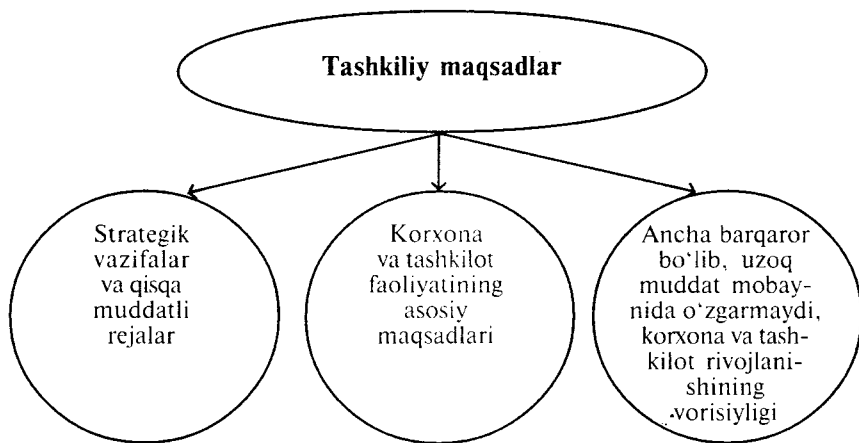 Tashkiliy maqsadlar
Strategik
vazifalar
va qisqa
muddatli
rejalar
Korxona
va tashkilot
faoliyatining
asosiy
maqsadlari
Ancha barqaror
bo‘lib, uzoq
muddat mobay-
nida o‘zgarmaydi,
korxona va tash-
kilot rivojlani-
shining
vorisiyligi